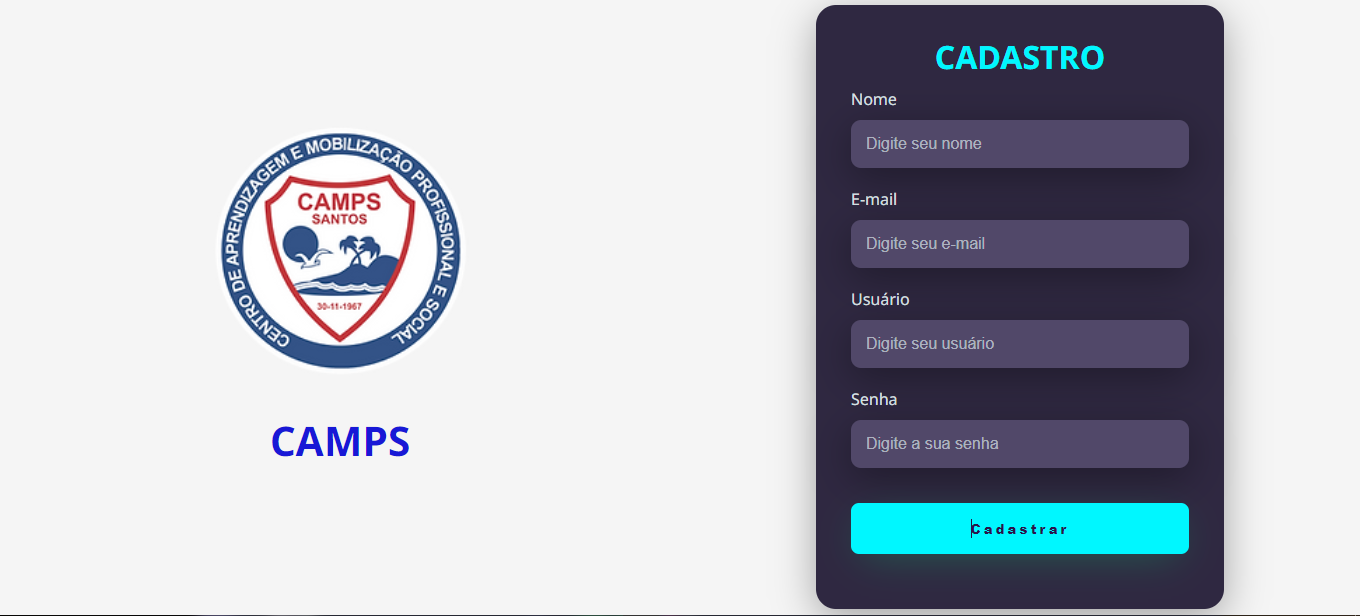 CENTRO DE APRENDIZAGEM E MOBILIZAÇÃO PROFISSIONAL E SOCIAL
CAMPS
SANTOS
30-11-1967
CAMPS
CADASTRO
Nome
Digite seu nome
E-mail
Digite seu e-mail
Usuário
Digite seu usuário
Senha
Digite a sua senha
Cadastrar